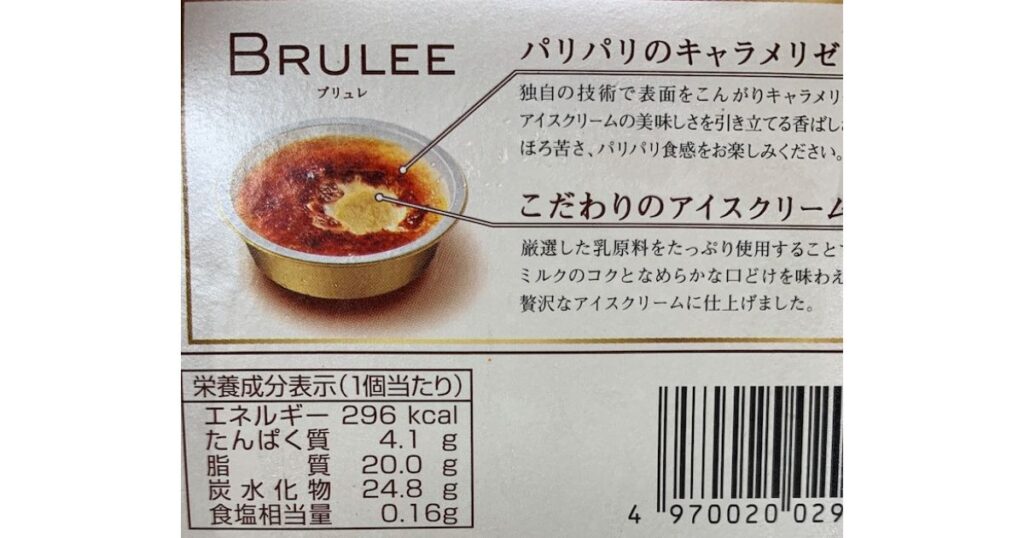 BRULEE
ブリュレ
パリパリのキャラメリゼ
独自の技術で表面をこんがりキャラメリ
アイスクリームの美味しさを引き立てる香ばし
ほろ苦さ、パリパリ食感をお楽しみください。
こだわりのアイスクリーム
厳選した乳原料をたっぷり使用すること
ミルクのコクとなめらかな口どけを味わえ
贅沢なアイスクリームに仕上げました。
栄養成分表示(1個当たり)
エネルギー 296 kcal
たんぱく質 4.1 g
脂質 20.0 g
炭水化物 24.8 g
食塩相当量 0.16g
4 970020 029